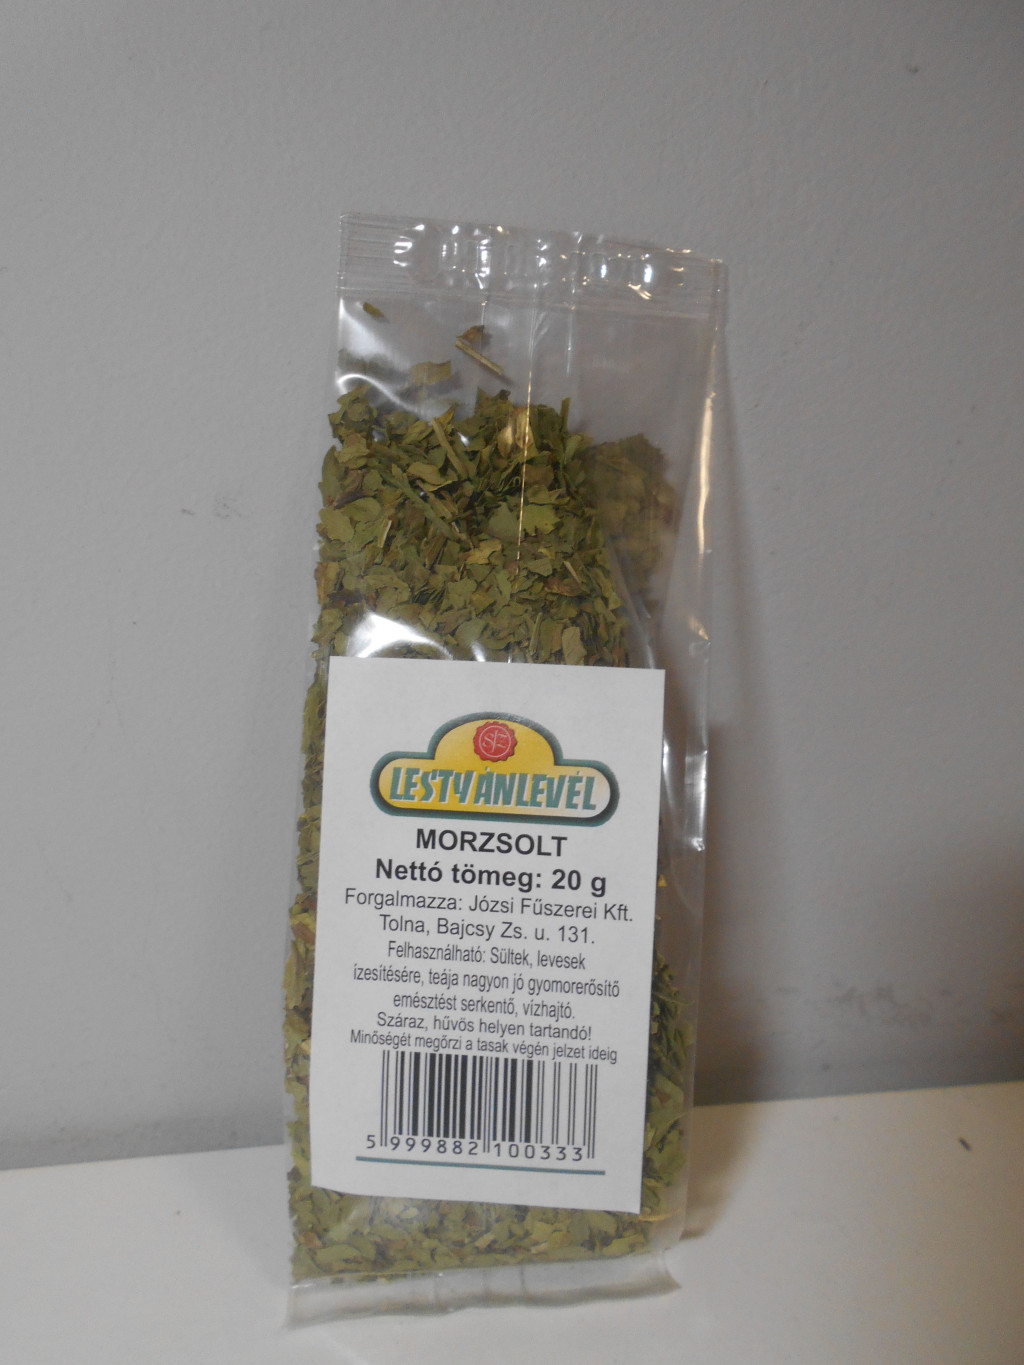 SF
LESTYÁNLEVÉL
MORZSOLT
Nettó tömeg: 20 g
Forgalmazza: Józsi Fűszerei Kft.
Tolna, Bajcsy Zs. u. 131.
Felhasználható: Sültek, levesek
ízesítésére, teája nagyon jó gyomorerősítő
emésztést serkentő, vízhajtó.
Száraz, hűvös helyen tartandó!
Minőségét megőrzi a tasak végén jelzet ideig
5 999882 100333